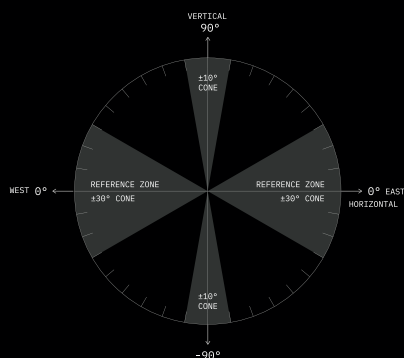 VERTICAL
90°
±10°
CONE
REFERENCE ZONE
±30° CONE
REFERENCE ZONE
±30° CONE
WEST 0°
0° EAST
HORIZONTAL
±10°
CONE
-90°